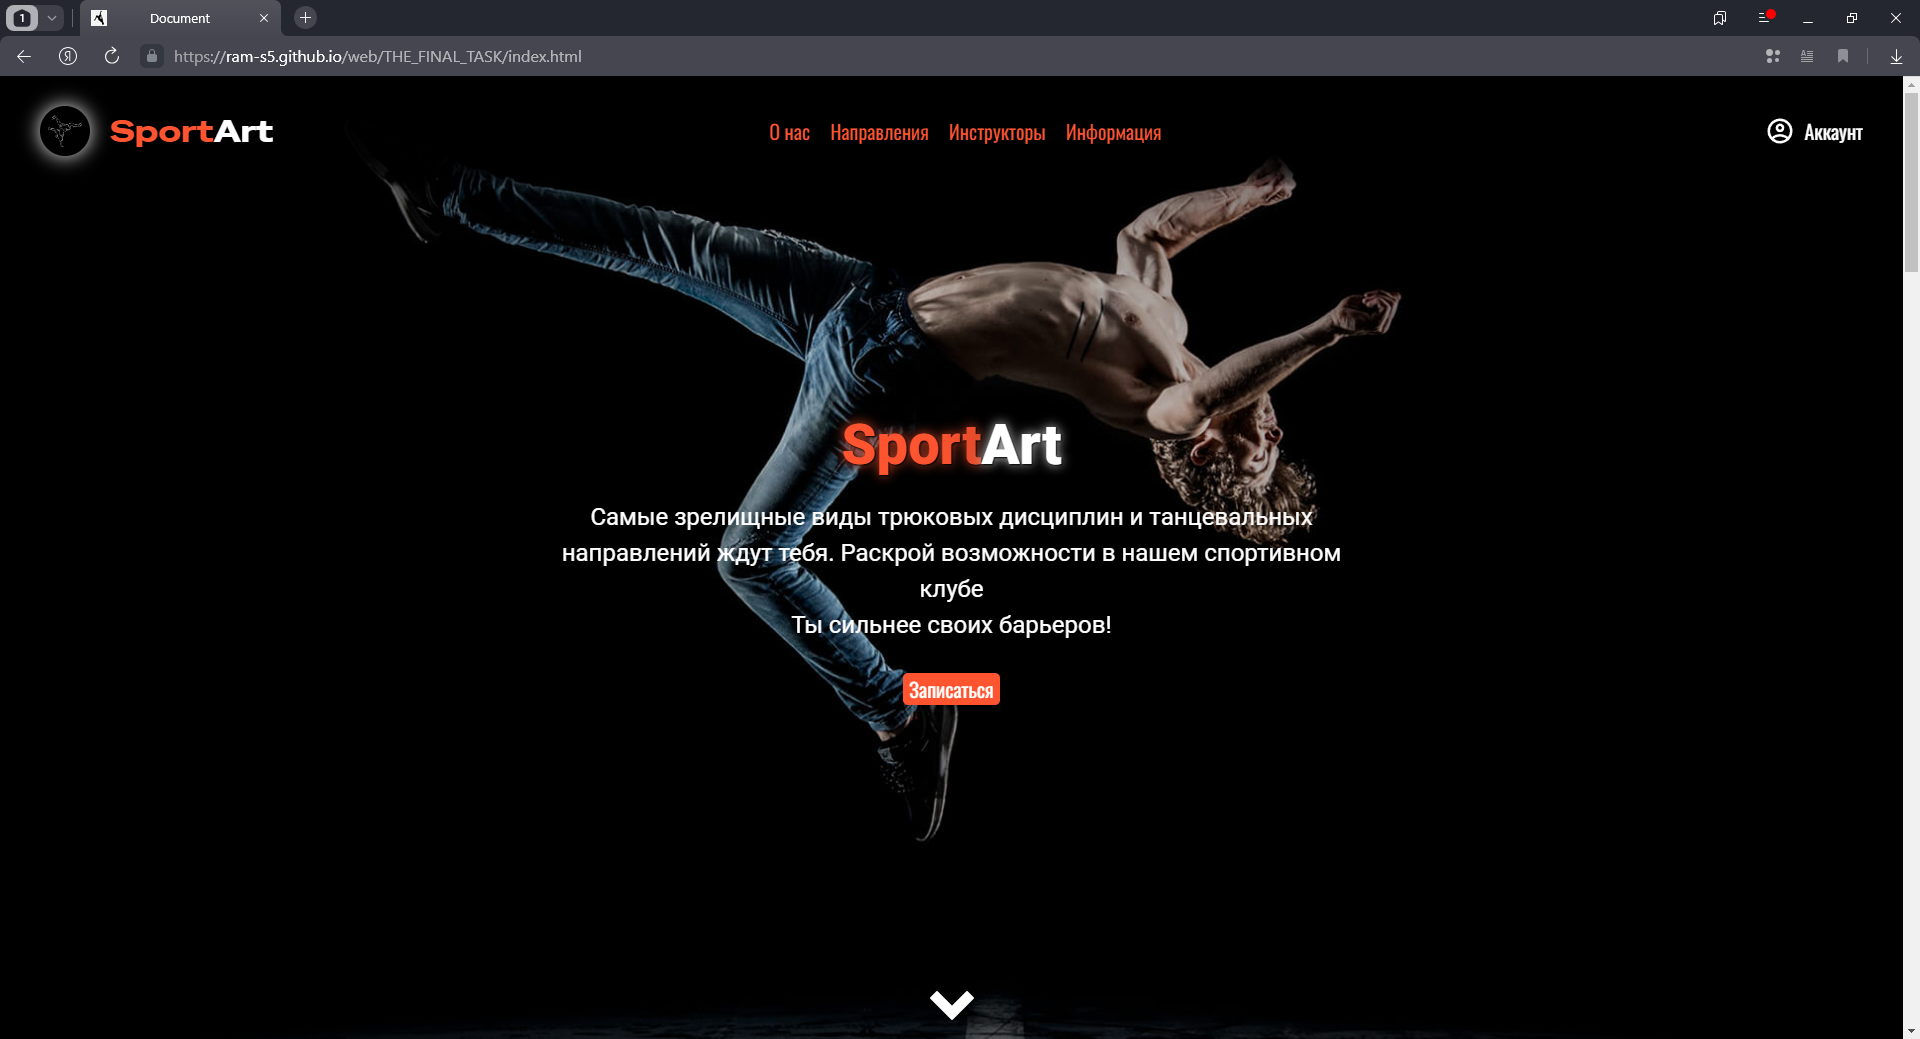 1
Document
Я
https://ram-s5.github.io/web/THE_FINAL_TASK/index.html
SportArt
О нас Направления Инструкторы Информация
Аккаунт
SportArt
Самые зрелищные виды трюковых дисциплин и танцевальных
направлений ждут тебя. Раскрой возможности в нашем спортивном
клубе
Ты сильнее своих барьеров!
Записаться